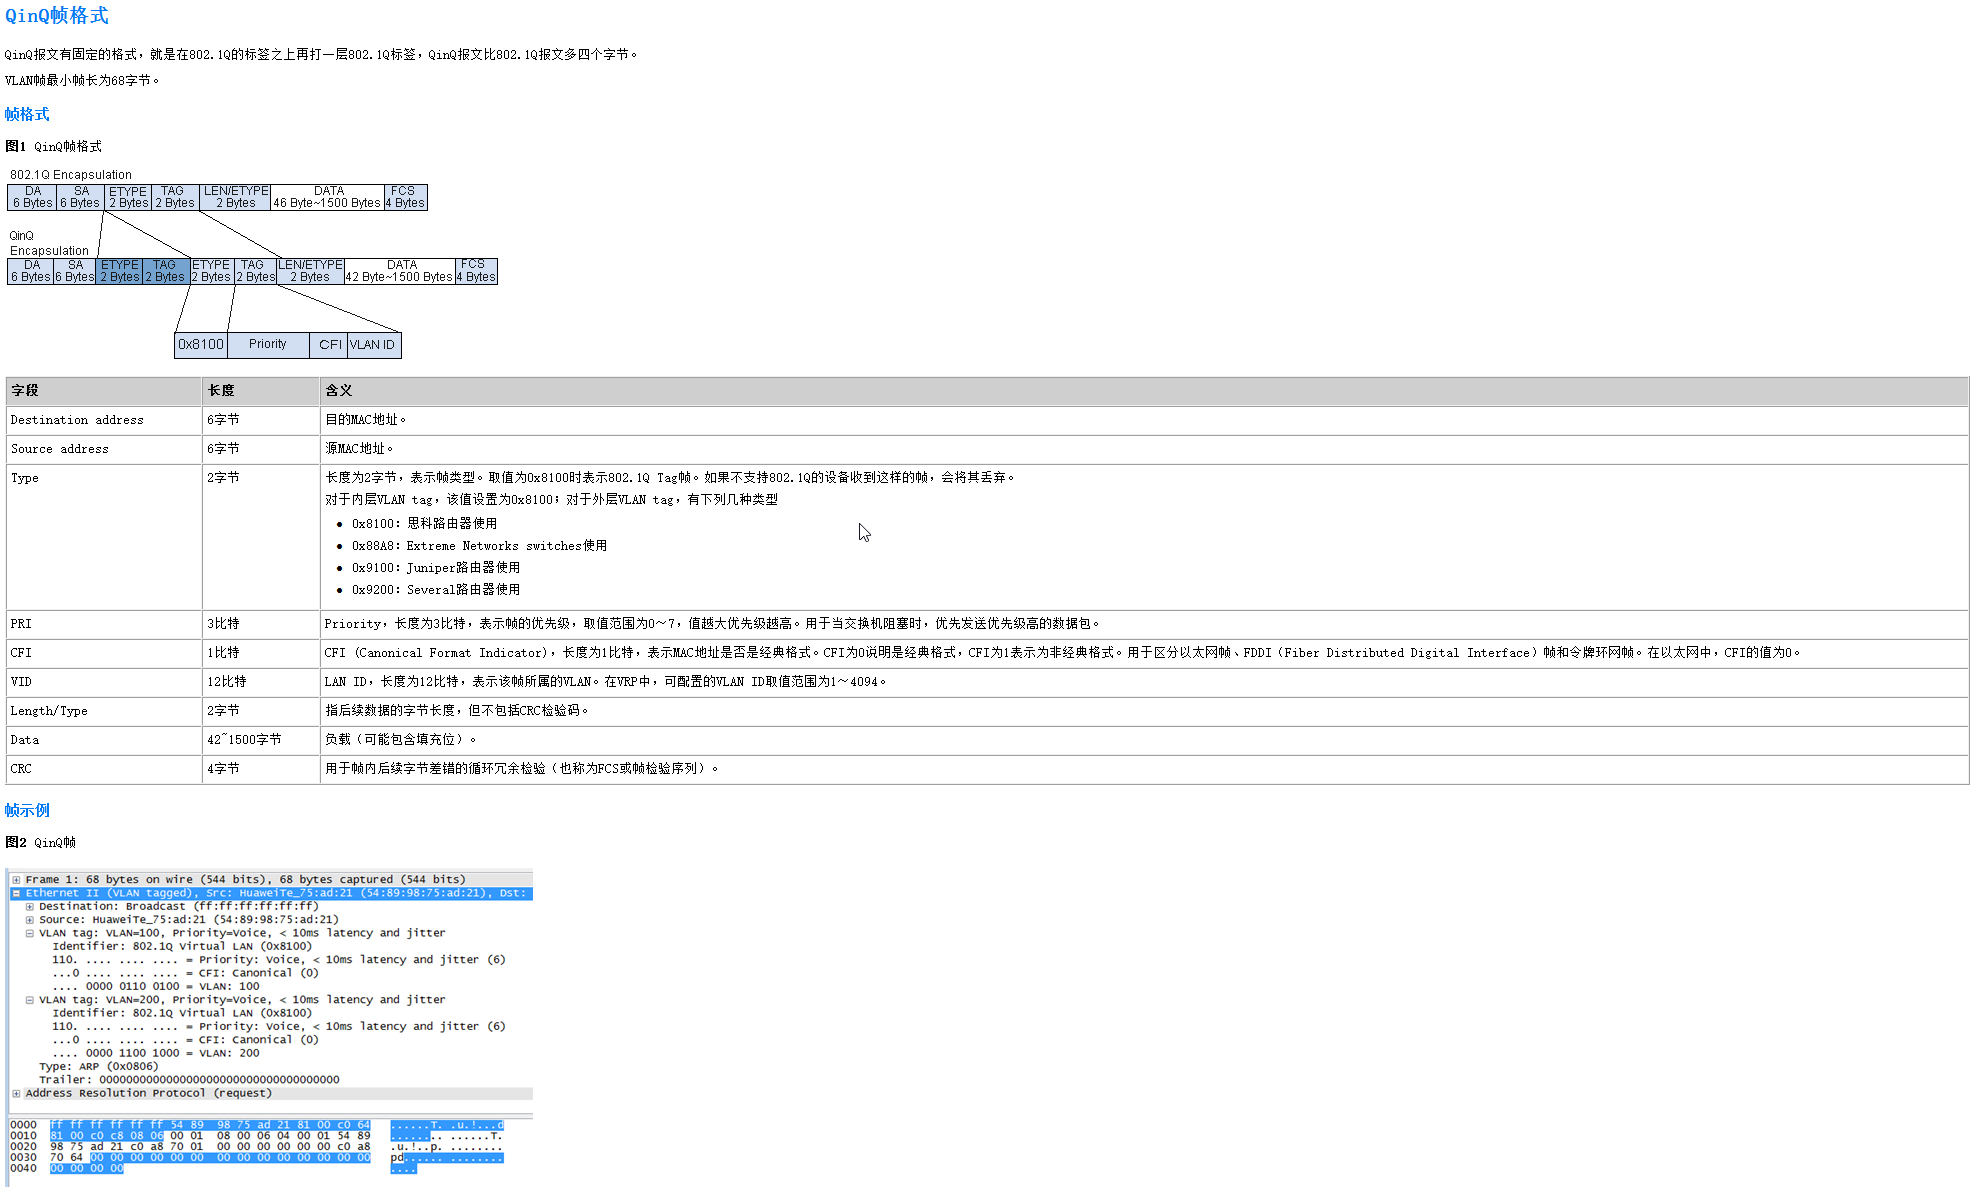 QinQ帧格式
QinQ报文有固定的格式，就是在802.1Q的标签之上再打一层802.1Q标签，QinQ报文比802.1Q报文多四个字节。
VLAN帧最小帧长为68字节。
帧格式
图1 QinQ帧格式
802.1Q Encapsulation
DA SA ETYPE TAG LEN/ETYPE DATA FCS
6 Bytes 6 Bytes 2 Bytes 2 Bytes 2 Bytes 46 Byte~1500 Bytes 4 Bytes
QinQ
Encapsulation
DA SA ETYPE TAG ETYPE TAG LEN/ETYPE DATA FCS
6 Bytes 6 Bytes 2 Bytes 2 Bytes 2 Bytes 2 Bytes 2 Bytes 42 Byte~1500 Bytes 4 Bytes
0x8100 Priority CFI VLAN ID
字段 长度 含义
Destination address 6字节 目的MAC地址。
Source address 6字节 源MAC地址。
Type 2字节 长度为2字节，表示帧类型。取值为0x8100时表示802.1Q Tag帧。如果不支持802.1Q的设备收到这样的帧，会将其丢弃。
对于内层VLAN tag，该值设置为0x8100；对于外层VLAN tag，有下列几种类型
● 0x8100：思科路由器使用
● 0x88A8：Extreme Networks switches使用
● 0x9100：Juniper路由器使用
● 0x9200：Several路由器使用
PRI 3比特 Priority，长度为3比特，表示帧的优先级，取值范围为0～7，值越大优先级越高。用于当交换机阻塞时，优先发送优先级高的数据包。
CFI 1比特 CFI (Canonical Format Indicator)，长度为1比特，表示MAC地址是否是经典格式。CFI为0说明是经典格式，CFI为1表示为非经典格式。用于区分以太网帧、FDDI（Fiber Distributed Digital Interface）帧和令牌环网帧。在以太网中，CFI的值为0。
VID 12比特 LAN ID，长度为12比特，表示该帧所属的VLAN。在VRP中，可配置的VLAN ID取值范围为1～4094。
Length/Type 2字节 指后续数据的字节长度，但不包括CRC检验码。
Data 42~1500字节 负载（可能包含填充位）。
CRC 4字节 用于帧内后续字节差错的循环冗余检验（也称为FCS或帧检验序列）。
帧示例
图2 QinQ帧
Frame 1: 68 bytes on wire (544 bits), 68 bytes captured (544 bits)
Ethernet II (VLAN tagged), Src: HuaweiTe_75:ad:21 (54:89:98:75:ad:21), Dst:
Destination: Broadcast (ff:ff:ff:ff:ff:ff)
Source: HuaweiTe_75:ad:21 (54:89:98:75:ad:21)
VLAN tag: VLAN=100, Priority=Voice, < 10ms latency and jitter
Identifier: 802.1Q Virtual LAN (0x8100)
110. .... .... .... = Priority: Voice, < 10ms latency and jitter (6)
...0 .... .... .... = CFI: Canonical (0)
.... 0000 0110 0100 = VLAN: 100
VLAN tag: VLAN=200, Priority=Voice, < 10ms latency and jitter
Identifier: 802.1Q Virtual LAN (0x8100)
110. .... .... .... = Priority: Voice, < 10ms latency and jitter (6)
...0 .... .... .... = CFI: Canonical (0)
.... 0000 1100 1000 = VLAN: 200
Type: ARP (0x0806)
Trailer: 000000000000000000000000000000000000
Address Resolution Protocol (request)
0000 ff ff ff ff ff ff 54 89 98 75 ad 21 81 00 c0 64 ......T. .u.!...d
0010 81 00 c0 c8 08 06 00 01 08 00 06 04 00 01 54 89 ........ ......T.
0020 98 75 ad 21 c0 a8 70 01 00 00 00 00 00 00 c0 a8 .u.!..p. ........
0030 70 64 00 00 00 00 00 00 00 00 00 00 00 00 00 00 pd...... ........
0040 00 00 00 00 ....